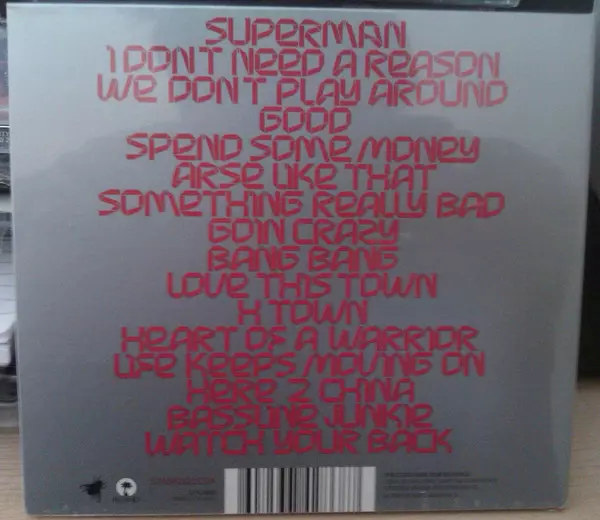 SUPERMAN
I DON T NEED A REASON
WE DON T PLAY AROUND
GOOD
SPEND SOME MONEY
ARSE LIKE THAT
SOMETHING REALLY BAD
GOIN CRAZY
BANG BANG
LOVE THIS TOWN
H TOWN
HEART OF A WARRIOR
LIFE KEEPS MOVING ON
HERE 2 CHINA
BASSLINE JUNKIE
WATCH YOUR BACK